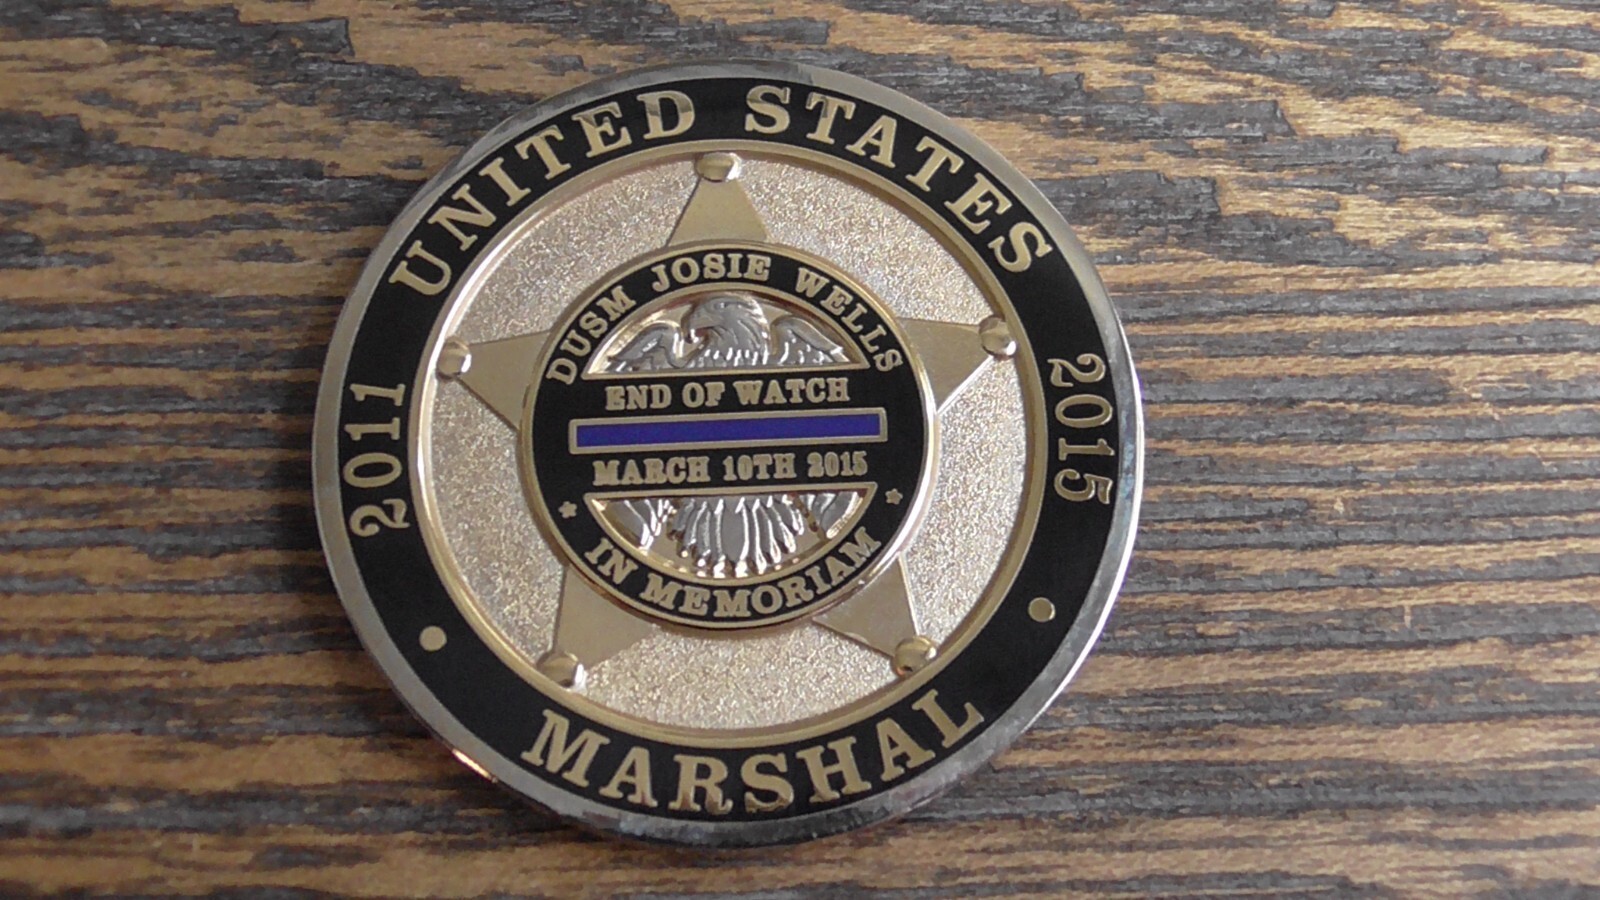 UNITED STATES
2011
2015
MARSHAL
DUSM JOSIE WELLS
END OF WATCH
MARCH 10TH 2015
IN MEMORIAM